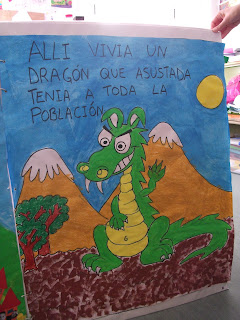 ALLI VIVIA UN
DRAGÓN QUE ASUSTADA
TENIA A TODA LA
POBLACIÓN